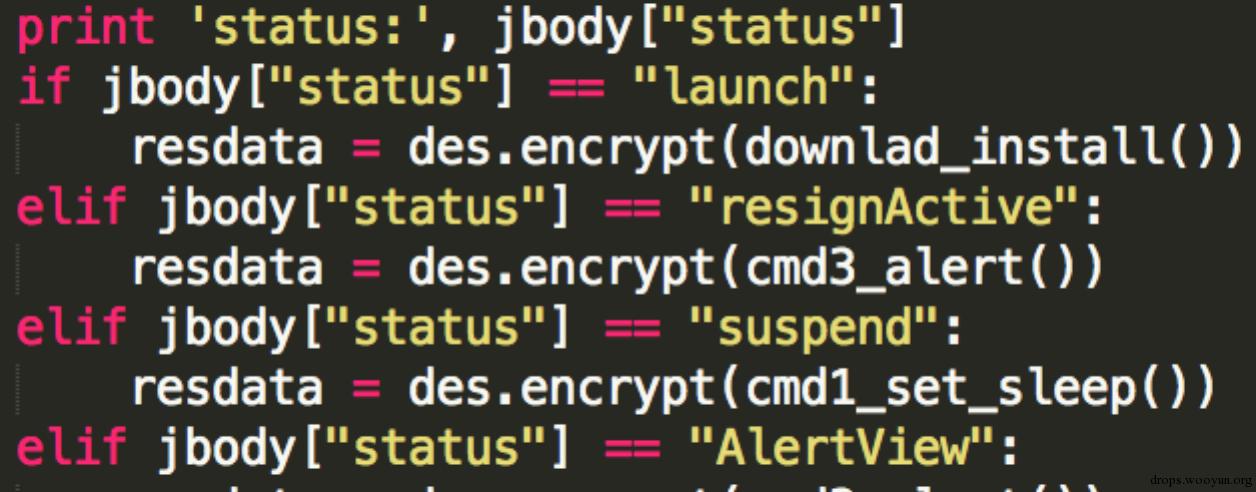 print 'status:', jbody["status"]
if jbody["status"] == "launch":
    resdata = des.encrypt(downlad_install())
elif jbody["status"] == "resignActive":
    resdata = des.encrypt(cmd3_alert())
elif jbody["status"] == "suspend":
    resdata = des.encrypt(cmd1_set_sleep())
elif jbody["status"] == "AlertView":
drops.wooyun.org